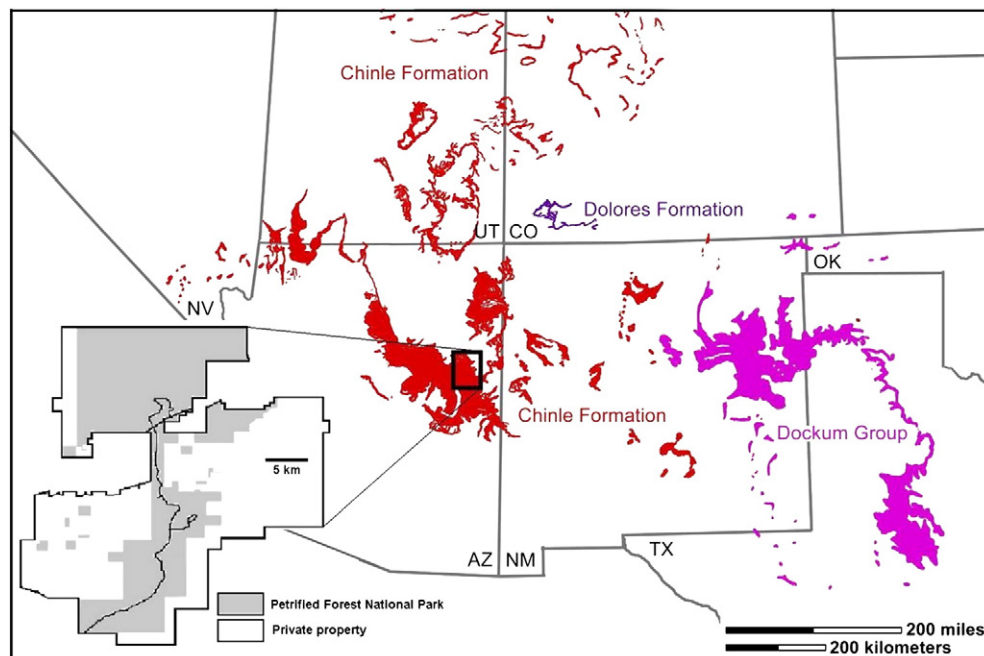 Chinle Formation
Dolores Formation
UT CO
OK
NV
Chinle Formation
Dockum Group
5 km
AZ NM
TX
Petrified Forest National Park
Private property
200 miles
200 kilometers